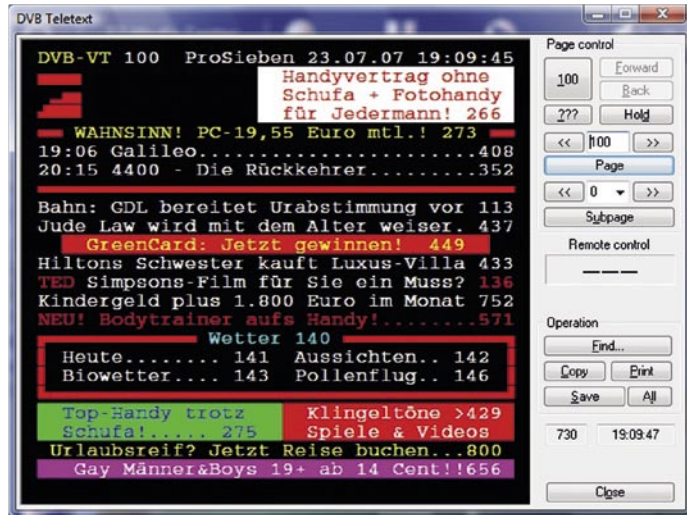 DVB Teletext
DVB-VT 100 ProSieben 23.07.07 19:09:45
Handyvertrag ohne
Schufa + Fotohandy
für Jedermann! 266
WAHNSINN! PC-19,55 Euro mtl.! 273
19:06 Galileo.......................408
20:15 4400 - Die Rückkehrer.........352
Bahn: GDL bereitet Urabstimmung vor 113
Jude Law wird mit dem Alter weiser. 437
GreenCard: Jetzt gewinnen! 449
Hiltons Schwester kauft Luxus-Villa 433
TED Simpsons-Film für Sie ein Muss? 136
Kindergeld plus 1.800 Euro im Monat 752
NEU! Bodytrainer aufs Handy!........571
Wetter 140
Heute........ 141 Aussichten.. 142
Biowetter.... 143 Pollenflug.. 146
Top-Handy trotz Klingeltöne >429
Schufa!..... 275 Spiele & Videos
Urlaubsreif? Jetzt Reise buchen...800
Gay Männer&Boys 19+ ab 14 Cent!!656
Page control
100 Forward
Back
??? Hold
<< 100 >>
Page
<< 0 >>
Subpage
Remote control
———
Operation
Find...
Copy Print
Save All
730 19:09:47
Close